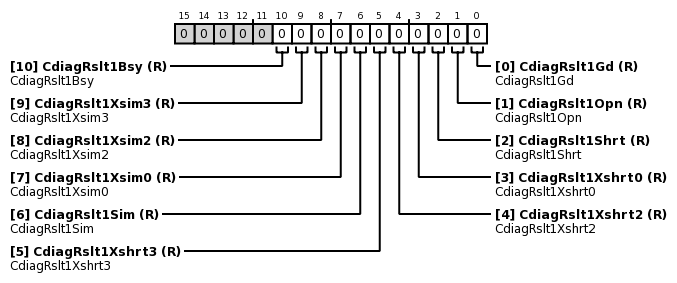 15 14 13 12 11 10 9 8 7 6 5 4 3 2 1 0
0 0 0 0 0 0 0 0 0 0 0 0 0 0 0 0
[10] CdiagRslt1Bsy (R)
CdiagRslt1Bsy
[9] CdiagRslt1Xsim3 (R)
CdiagRslt1Xsim3
[8] CdiagRslt1Xsim2 (R)
CdiagRslt1Xsim2
[7] CdiagRslt1Xsim0 (R)
CdiagRslt1Xsim0
[6] CdiagRslt1Sim (R)
CdiagRslt1Sim
[5] CdiagRslt1Xshrt3 (R)
CdiagRslt1Xshrt3
[0] CdiagRslt1Gd (R)
CdiagRslt1Gd
[1] CdiagRslt1Opn (R)
CdiagRslt1Opn
[2] CdiagRslt1Shrt (R)
CdiagRslt1Shrt
[3] CdiagRslt1Xshrt0 (R)
CdiagRslt1Xshrt0
[4] CdiagRslt1Xshrt2 (R)
CdiagRslt1Xshrt2